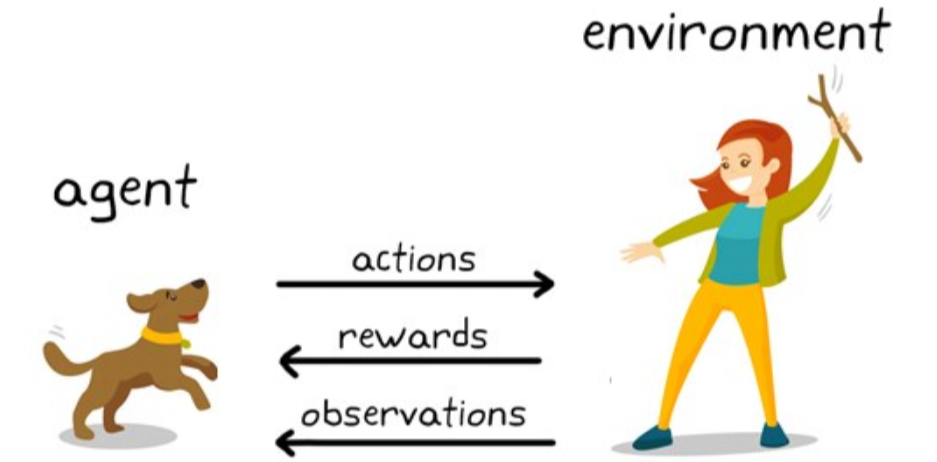 environment
agent
actions
rewards
observations